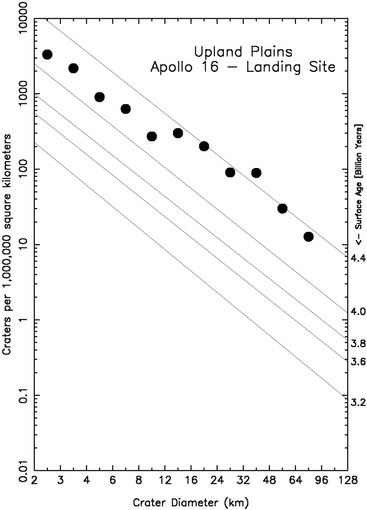 Upland Plains
Apollo 16 – Landing Site
Craters per 1,000,000 square kilometers
10000
1000
100
10
1
0.1
0.01
2 3 4 6 8 12 16 24 32 48 64 96 128
Crater Diameter (km)
<– Surface Age [Billion Years]
4.4
4.0
3.8
3.6
3.2